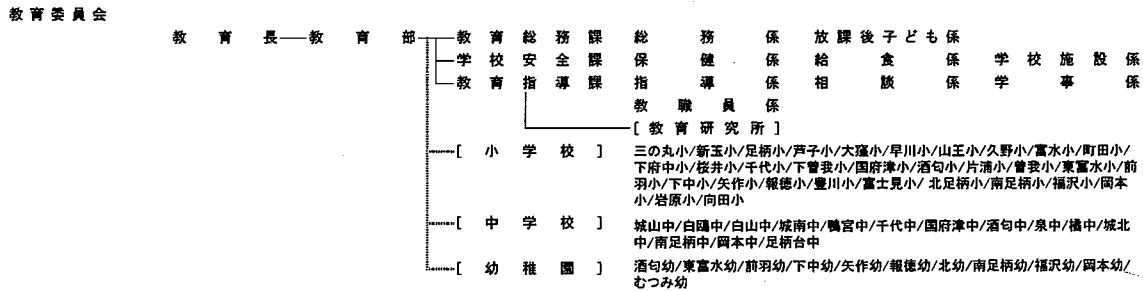 教育委員会
教育長 教育部 教育総務課 総務係 放課後子ども係
学校安全課 保健係 給食係 学校施設係
教育指導課 指導係 相談係 学事係
教職員係
[教育研究所]
[小学校] 三の丸小/新玉小/足柄小/芦子小/大窪小/早川小/山王小/久野小/富水小/町田小/
下府中小/桜井小/千代小/下曽我小/国府津小/酒匂小/片浦小/曽我小/東富水小/前
羽小/下中小/矢作小/報徳小/豊川小/富士見小/ 北足柄小/南足柄小/福沢小/岡本
小/岩原小/向田小
[中学校] 城山中/白鴎中/白山中/城南中/鴨宮中/千代中/国府津中/酒匂中/泉中/橘中/城北
中/南足柄中/岡本中/足柄台中
[幼稚園] 酒匂幼/東富水幼/前羽幼/下中幼/矢作幼/報徳幼/北幼/南足柄幼/福沢幼/岡本幼/
むつみ幼